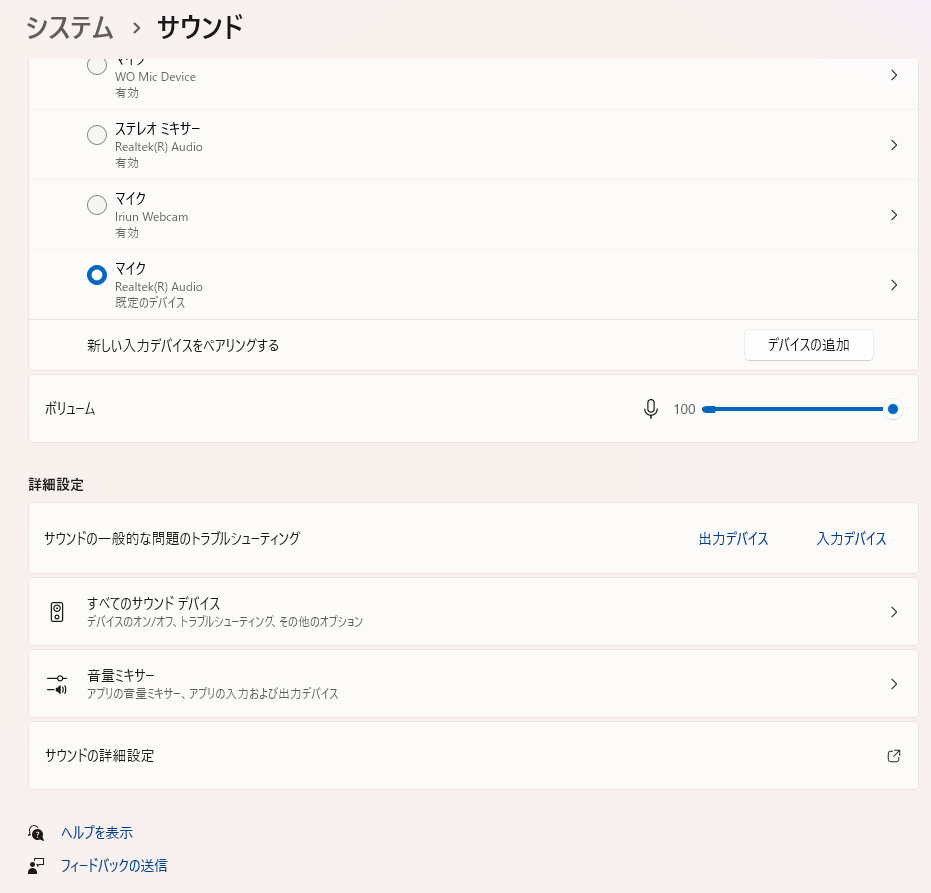 システム › サウンド
マイク
WO Mic Device
有効
ステレオ ミキサー
Realtek(R) Audio
有効
マイク
Iriun Webcam
有効
マイク
Realtek(R) Audio
既定のデバイス
新しい入力デバイスをペアリングする デバイスの追加
ボリューム 100
詳細設定
サウンドの一般的な問題のトラブルシューティング 出力デバイス 入力デバイス
すべてのサウンド デバイス
デバイスのオン/オフ、トラブルシューティング、その他のオプション
音量ミキサー
アプリの音量ミキサー、アプリの入力および出力デバイス
サウンドの詳細設定
ヘルプを表示
フィードバックの送信